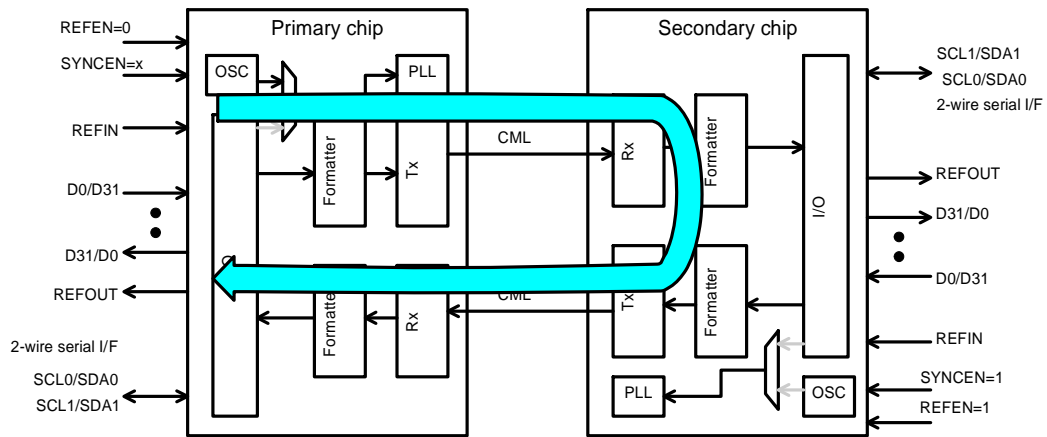 Primary chip
Secondary chip
REFEN=0
SYNCEN=x
REFIN
D0/D31
D31/D0
REFOUT
2-wire serial I/F
SCL0/SDA0
SCL1/SDA1
OSC
PLL
Formatter
Tx
CML
Rx
Formatter
I/O
Formatter
Rx
CML
Tx
Formatter
PLL
OSC
SCL1/SDA1
SCL0/SDA0
2-wire serial I/F
REFOUT
D31/D0
D0/D31
REFIN
SYNCEN=1
REFEN=1